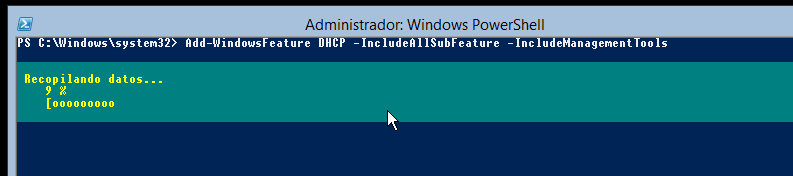 Administrador: Windows PowerShell
PS C:\Windows\system32> Add-WindowsFeature DHCP -IncludeAllSubFeature -IncludeManagementTools
Recopilando datos...
9 %
[ooooooooo